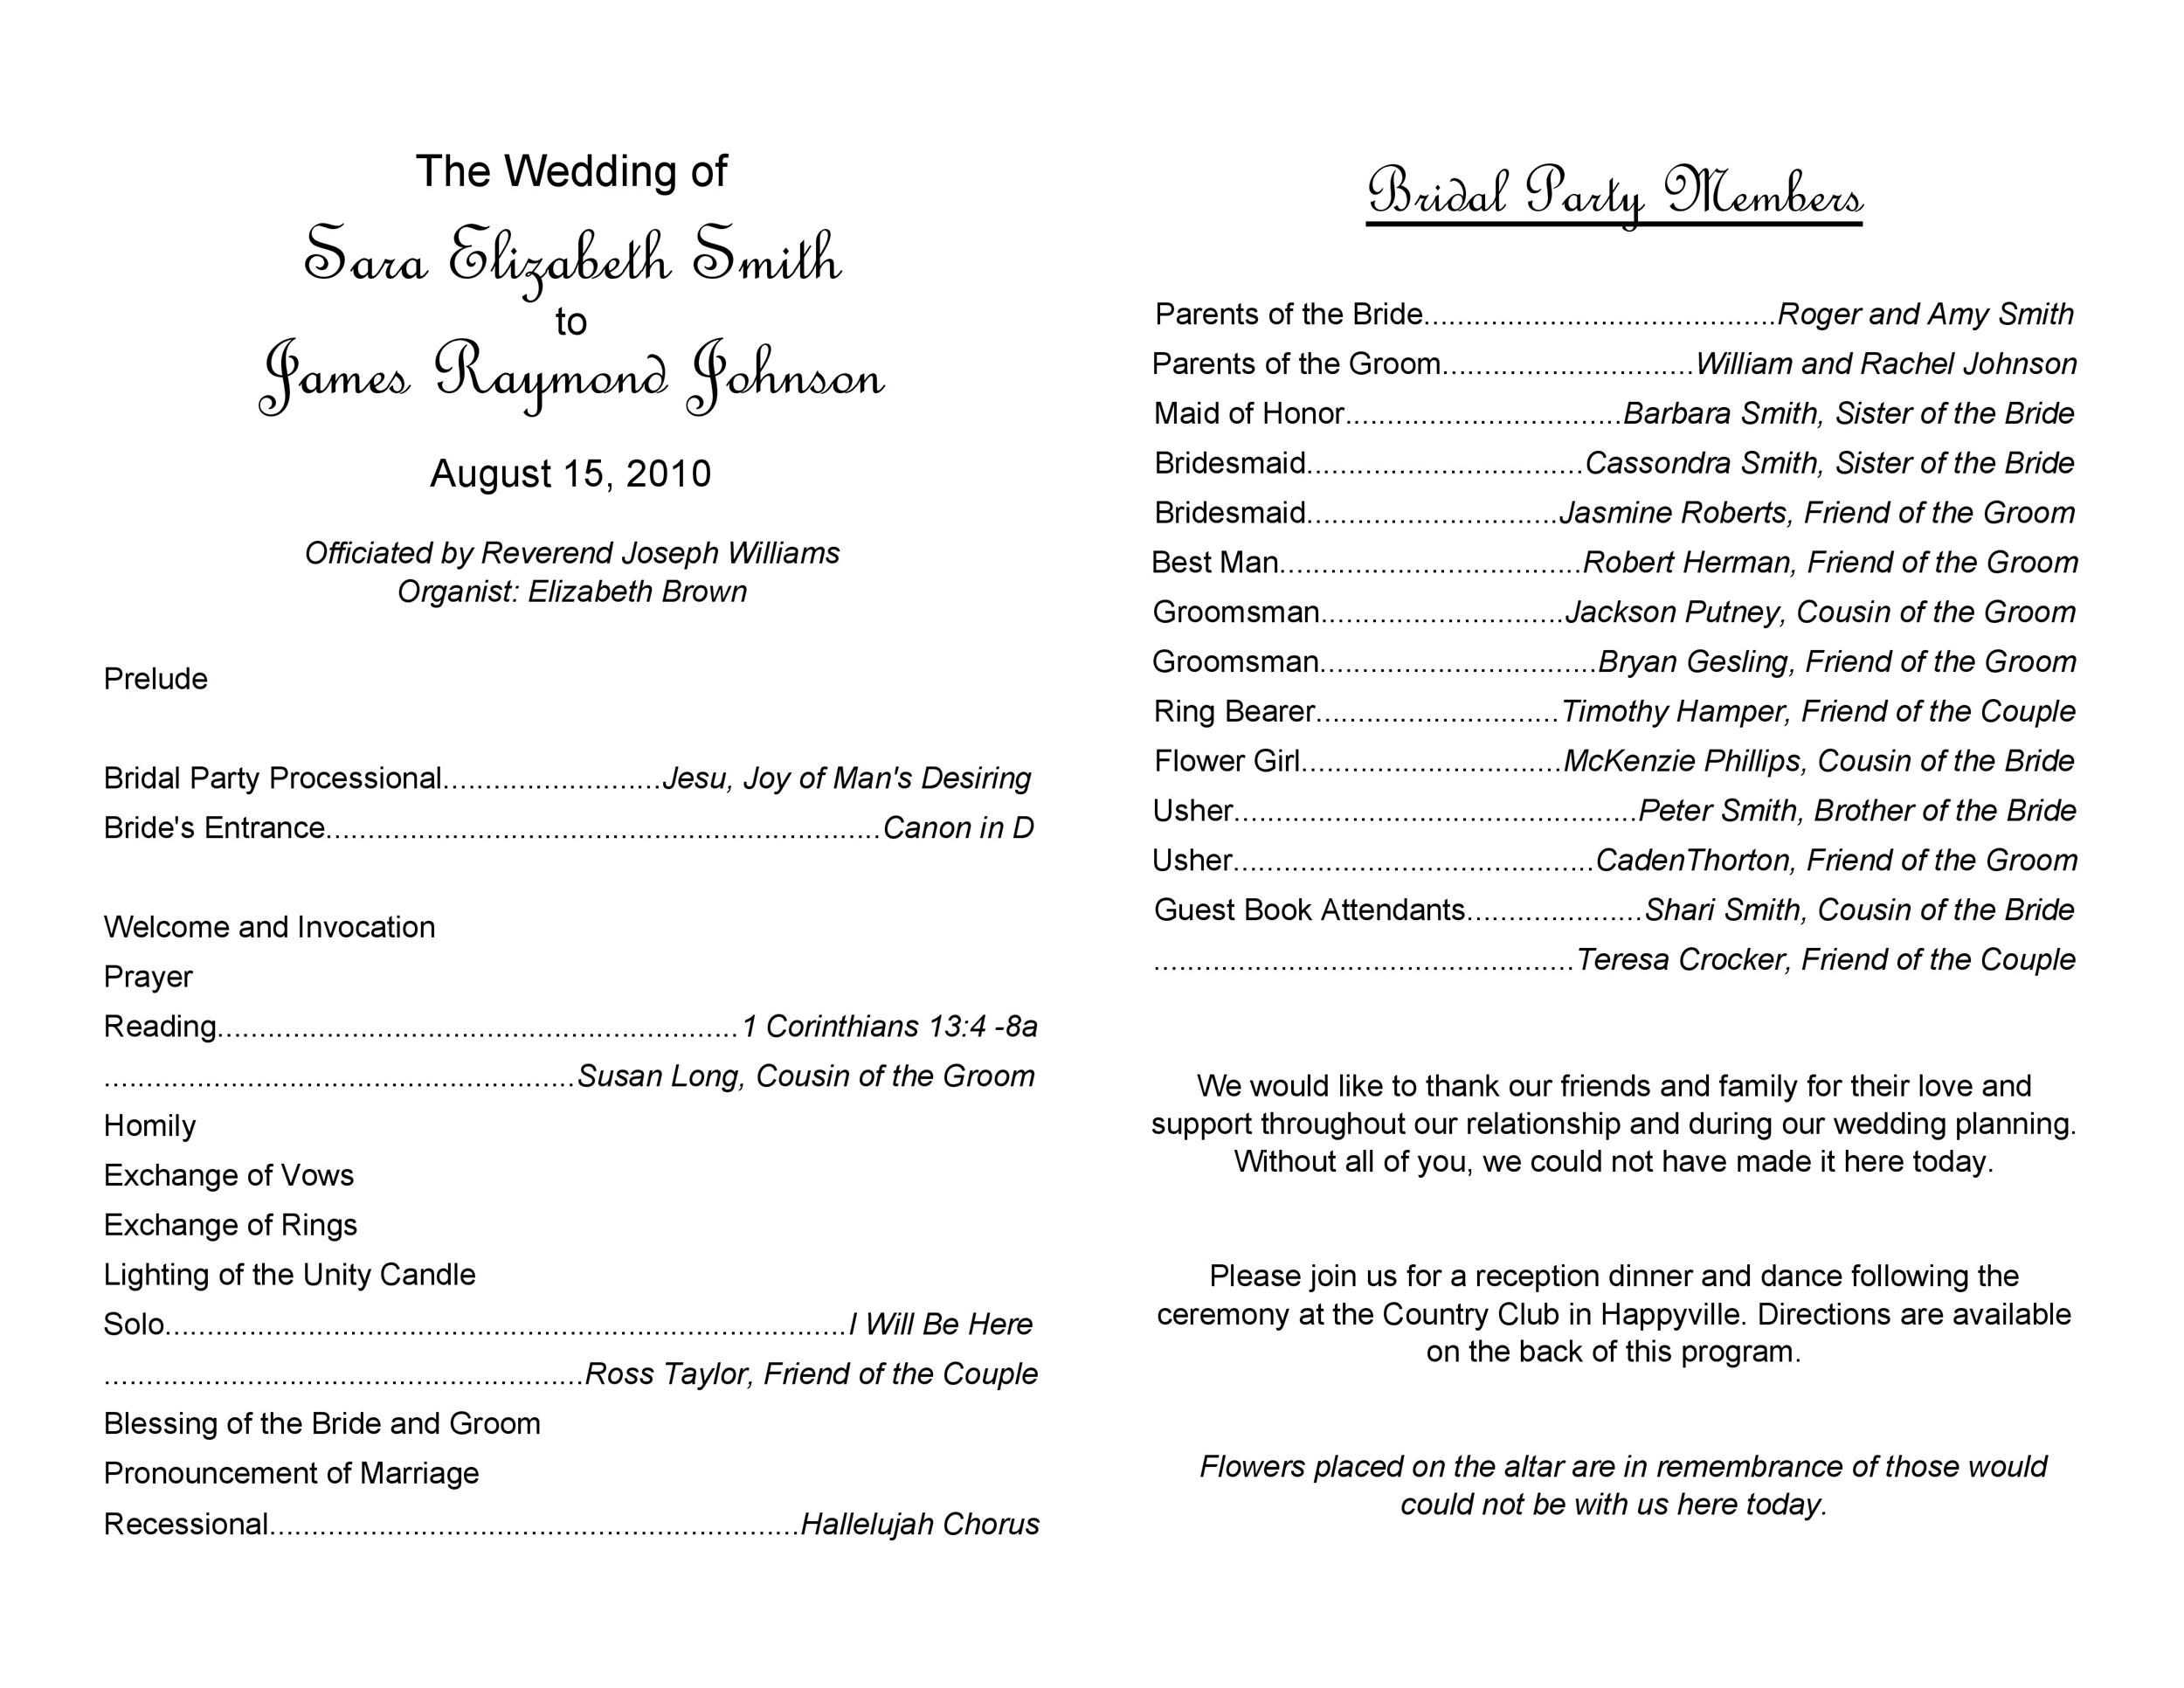 The Wedding of
Sara Elizabeth Smith
to
James Raymond Johnson
August 15, 2010
Officiated by Reverend Joseph Williams
Organist: Elizabeth Brown
Prelude
Bridal Party Processional..........................Jesu, Joy of Man's Desiring
Bride's Entrance..................................................................Canon in D
Welcome and Invocation
Prayer
Reading..............................................................1 Corinthians 13:4 -8a
........................................................Susan Long, Cousin of the Groom
Homily
Exchange of Vows
Exchange of Rings
Lighting of the Unity Candle
Solo.................................................................................I Will Be Here
.........................................................Ross Taylor, Friend of the Couple
Blessing of the Bride and Groom
Pronouncement of Marriage
Recessional...............................................................Hallelujah Chorus
Bridal Party Members
Parents of the Bride..........................................Roger and Amy Smith
Parents of the Groom..............................William and Rachel Johnson
Maid of Honor.................................Barbara Smith, Sister of the Bride
Bridesmaid.................................Cassondra Smith, Sister of the Bride
Bridesmaid..............................Jasmine Roberts, Friend of the Groom
Best Man....................................Robert Herman, Friend of the Groom
Groomsman.............................Jackson Putney, Cousin of the Groom
Groomsman.................................Bryan Gesling, Friend of the Groom
Ring Bearer.............................Timothy Hamper, Friend of the Couple
Flower Girl...............................McKenzie Phillips, Cousin of the Bride
Usher................................................Peter Smith, Brother of the Bride
Usher...........................................CadenThorton, Friend of the Groom
Guest Book Attendants.....................Shari Smith, Cousin of the Bride
..................................................Teresa Crocker, Friend of the Couple
We would like to thank our friends and family for their love and
support throughout our relationship and during our wedding planning.
Without all of you, we could not have made it here today.
Please join us for a reception dinner and dance following the
ceremony at the Country Club in Happyville. Directions are available
on the back of this program.
Flowers placed on the altar are in remembrance of those would
could not be with us here today.